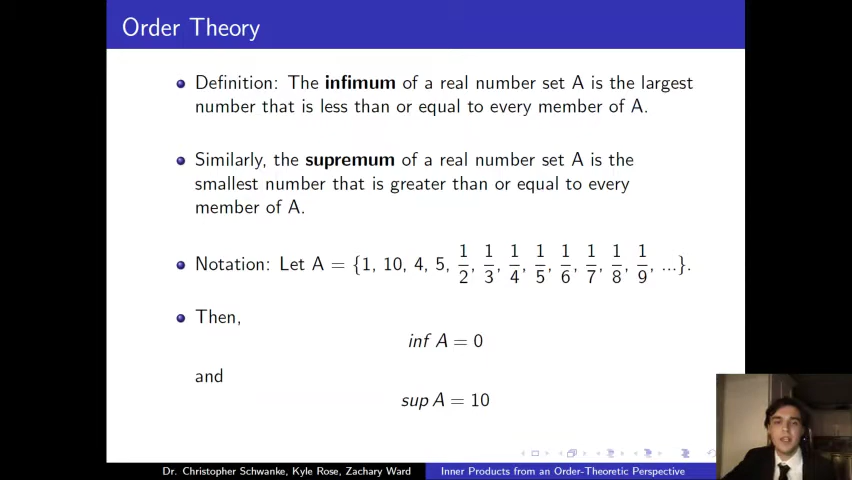 Order Theory
Definition: The infimum of a real number set A is the largest
number that is less than or equal to every member of A.
Similarly, the supremum of a real number set A is the
smallest number that is greater than or equal to every
member of A.
Notation: Let A = {1, 10, 4, 5, 1/2, 1/3, 1/4, 1/5, 1/6, 1/7, 1/8, 1/9, ...}.
Then,
inf A = 0
and
sup A = 10
Dr. Christopher Schwanke, Kyle Rose, Zachary Ward
Inner Products from an Order-Theoretic Perspective